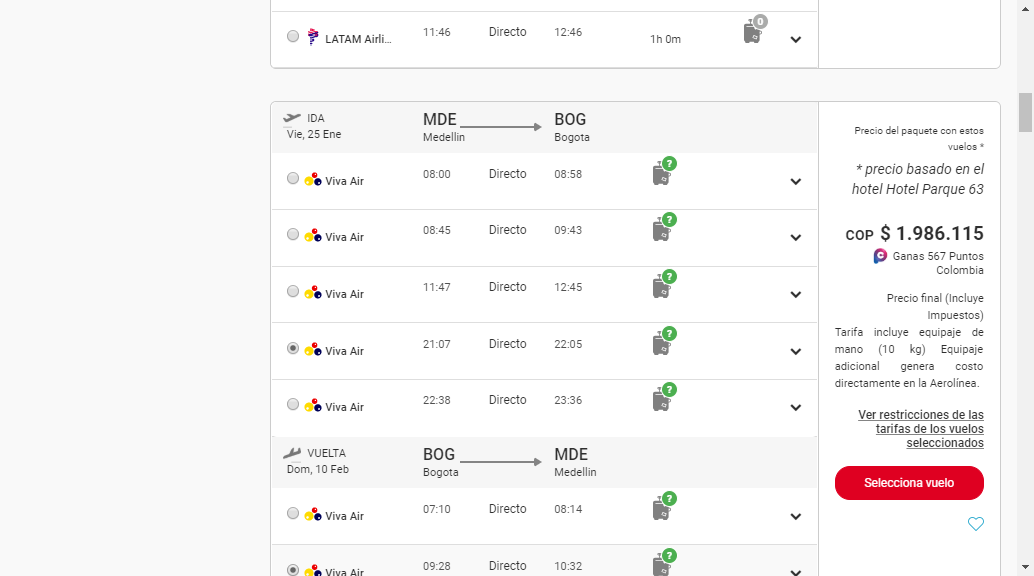 LATAM Airli... 11:46 Directo 12:46 1h 0m 0
IDA
Vie, 25 Ene
MDE BOG
Medellin Bogota
Viva Air 08:00 Directo 08:58 ?
Viva Air 08:45 Directo 09:43 ?
Viva Air 11:47 Directo 12:45 ?
Viva Air 21:07 Directo 22:05 ?
Viva Air 22:38 Directo 23:36 ?
VUELTA
Dom, 10 Feb
BOG MDE
Bogota Medellin
Viva Air 07:10 Directo 08:14 ?
Viva Air 09:28 Directo 10:32 ?
Precio del paquete con estos
vuelos *
* precio basado en el
hotel Hotel Parque 63
COP $ 1.986.115
Ganas 567 Puntos
Colombia
Precio final (Incluye
Impuestos)
Tarifa incluye equipaje de
mano (10 kg) Equipaje
adicional genera costo
directamente en la Aerolínea.
Ver restricciones de las
tarifas de los vuelos
seleccionados
Selecciona vuelo